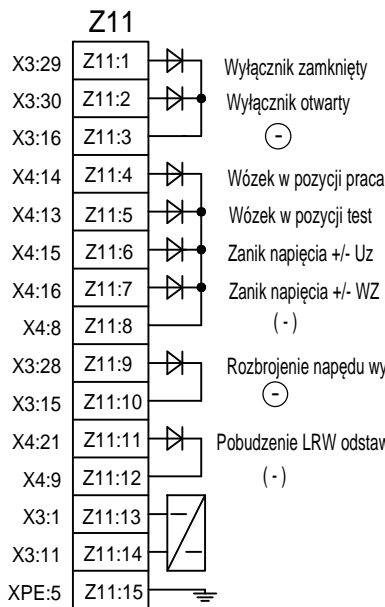 Z11
X3:29 Z11:1 Wyłącznik zamknięty
X3:30 Z11:2 Wyłącznik otwarty
X3:16 Z11:3 -
X4:14 Z11:4 Wózek w pozycji praca
X4:13 Z11:5 Wózek w pozycji test
X4:15 Z11:6 Zanik napięcia +/- Uz
X4:16 Z11:7 Zanik napięcia +/- WZ
X4:8 Z11:8 (-)
X3:28 Z11:9 Rozbrojenie napędu wy
X3:15 Z11:10 -
X4:21 Z11:11 Pobudzenie LRW odstaw
X4:9 Z11:12 (-)
X3:1 Z11:13
X3:11 Z11:14
XPE:5 Z11:15